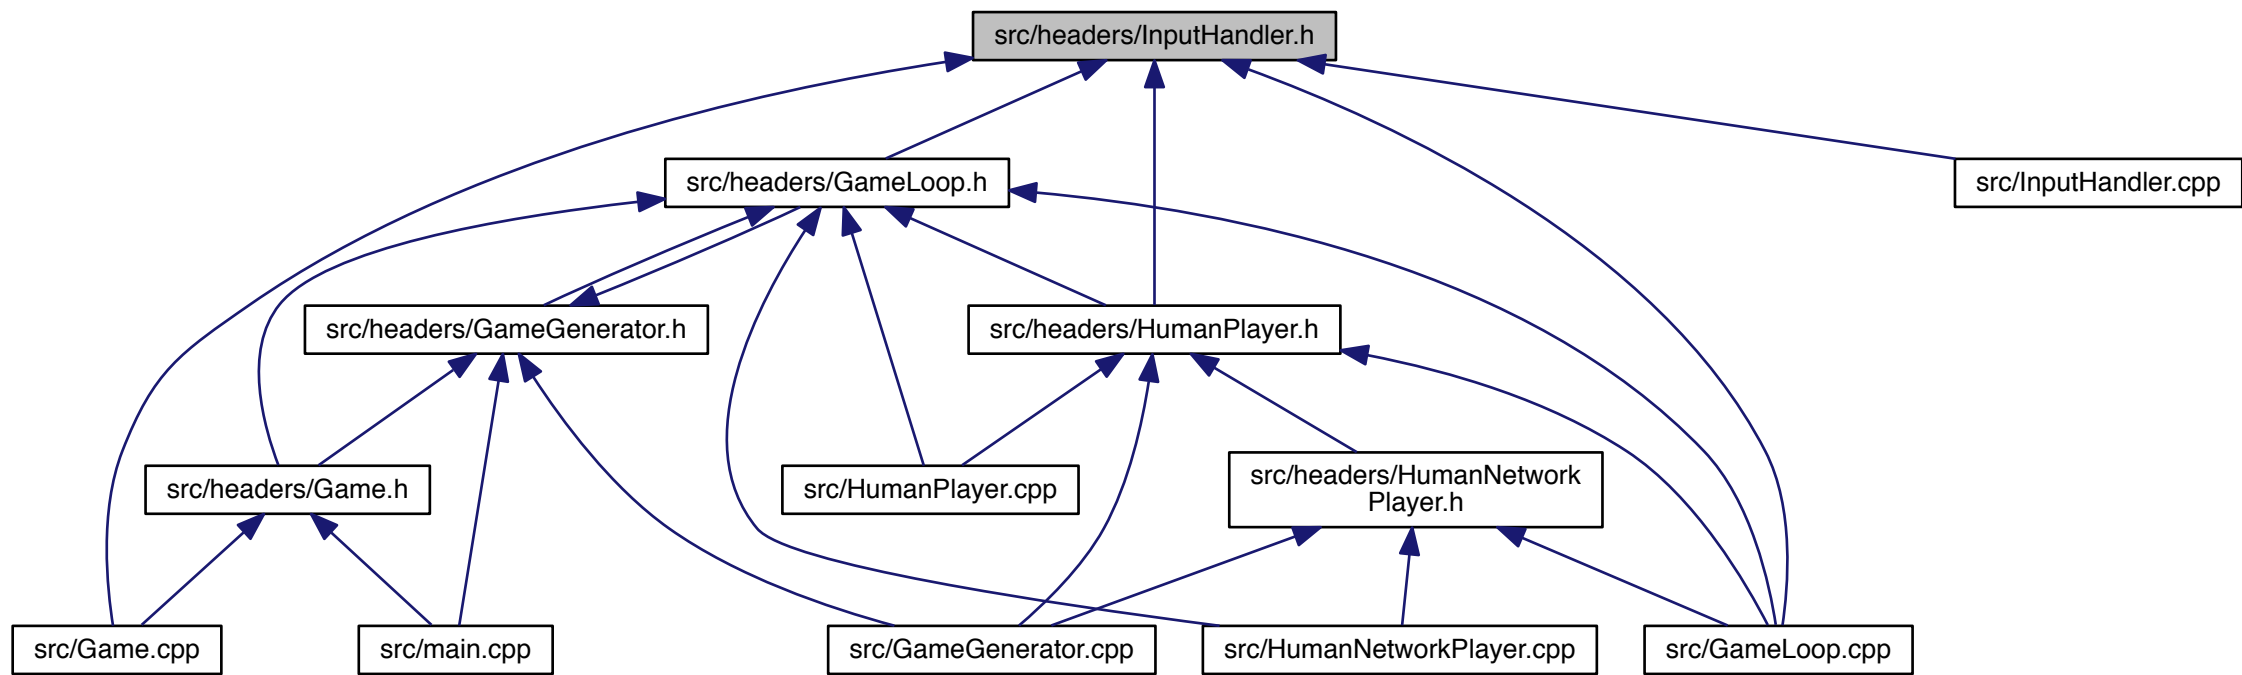 src/headers/InputHandler.h
src/headers/GameLoop.h
src/InputHandler.cpp
src/headers/GameGenerator.h
src/headers/HumanPlayer.h
src/headers/Game.h
src/HumanPlayer.cpp
src/headers/HumanNetwork
Player.h
src/Game.cpp
src/main.cpp
src/GameGenerator.cpp
src/HumanNetworkPlayer.cpp
src/GameLoop.cpp